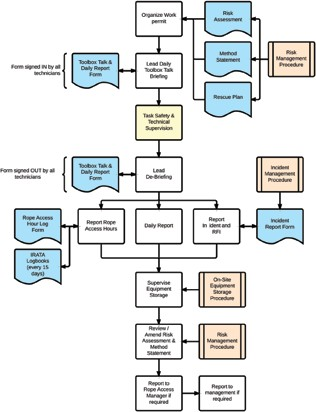 Organize Work
permit
Risk
Assessment
Form signed IN by all
technicians
Toolbox Talk &
Daily Report
Form
Lead Daily
Toolbox Talk
Briefing
Method
Statement
Risk
Management
Procedure
Rescue Plan
Task Safety &
Technical
Supervision
Form signed OUT by all
technicians
Toolbox Talk &
Daily Report
Form
Lead
De-Briefing
Incident
Management
Procedure
Rope Access
Hour Log
Form
Report Rope
Access Hours
Daily Report
Report
In ident and
RFI
Incident
Report Form
IRATA
Logbooks
(every 15
days)
Supervise
Equipment
Storage
On-Site
Equipment
Storage
Procedure
Review /
Amend Risk
Assessment &
Method
Statement
Risk
Management
Procedure
Report to
Rope Access
Manager if
required
Report to
management if
required